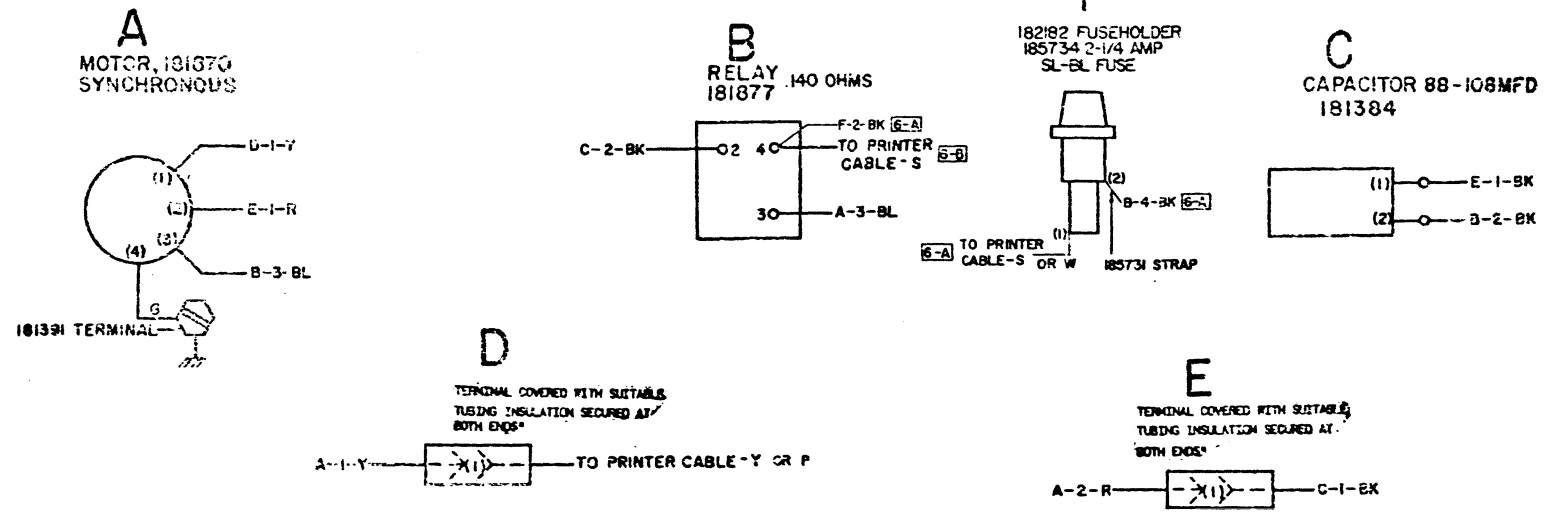 A
MOTOR, 181870
SYNCHRONOUS
D-1-Y
(1)
(2)
E-1-R
(3)
(4)
B-3-BL
G
181391 TERMINAL
B
RELAY .140 OHMS
181877
C-2-BK
2
4
F-2-BK 6-A
TO PRINTER
CABLE-S 6-B
3
A-3-BL
182182 FUSEHOLDER
185734 2-1/4 AMP
SL-BL FUSE
(2)
B-4-BK 6-A
(1)
6-A TO PRINTER
CABLE-S OR W
185731 STRAP
C
CAPACITOR 88-108MFD
181384
(1)
E-1-BK
(2)
B-2-BK
D
TERMINAL COVERED WITH SUITABLE
TUBING INSULATION SECURED AT
BOTH ENDS"
A-1-Y
(1)
TO PRINTER CABLE-Y OR P
E
TERMINAL COVERED WITH SUITABLE
TUBING INSULATION SECURED AT
BOTH ENDS"
A-2-R
(1)
C-1-BK